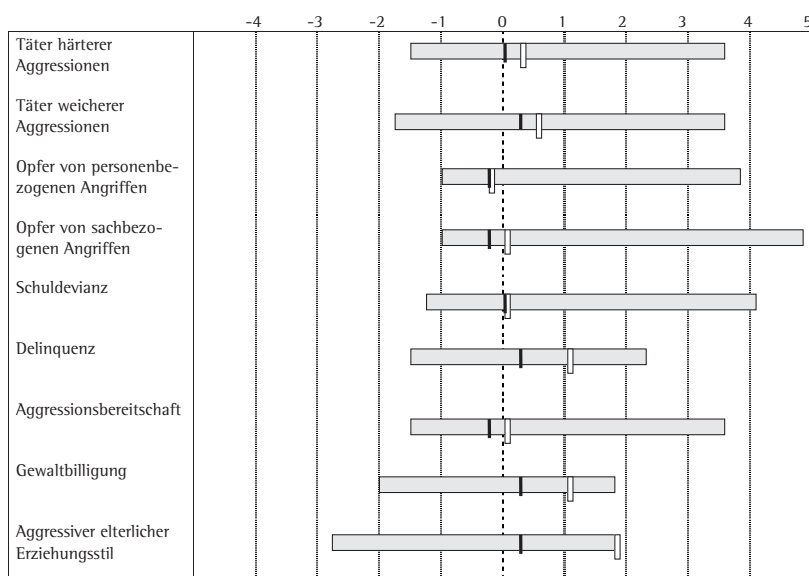 -4 -3 -2 -1 0 1 2 3 4 5
Täter härterer
Aggressionen
Täter weicherer
Aggressionen
Opfer von personenbe-
zogenen Angriffen
Opfer von sachbezo-
genen Angriffen
Schuldevianz
Delinquenz
Aggressionsbereitschaft
Gewaltbilligung
Aggressiver elterlicher
Erziehungsstil